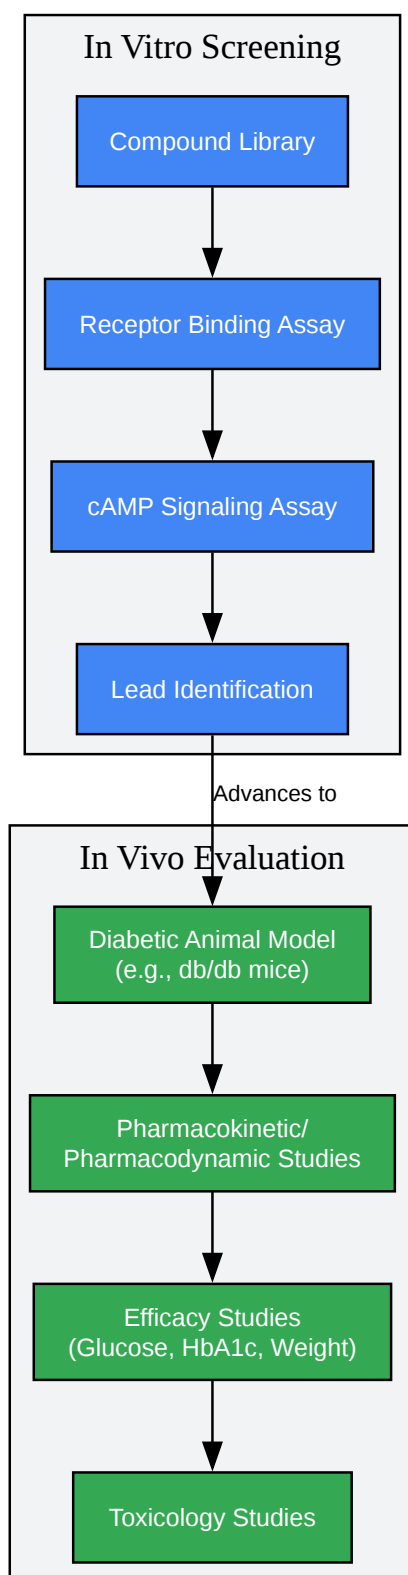 In Vitro Screening
Compound Library
Receptor Binding Assay
cAMP Signaling Assay
Lead Identification
Advances to
In Vivo Evaluation
Diabetic Animal Model
(e.g., db/db mice)
Pharmacokinetic/
Pharmacodynamic Studies
Efficacy Studies
(Glucose, HbA1c, Weight)
Toxicology Studies